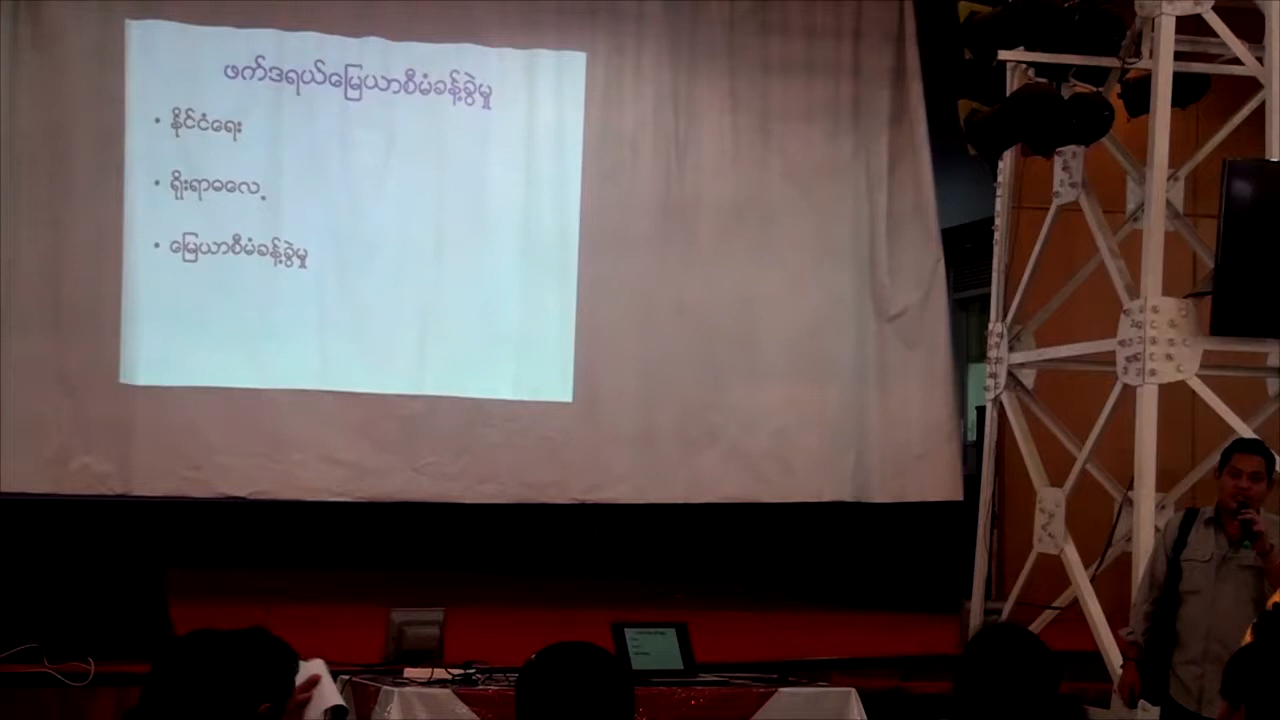 ဖက်ဒရယ်မြေယာစီမံခန့်ခွဲမှု
• နိုင်ငံရေး
• ရိုးရာဓလေ့
• မြေယာစီမံခန့်ခွဲမှု